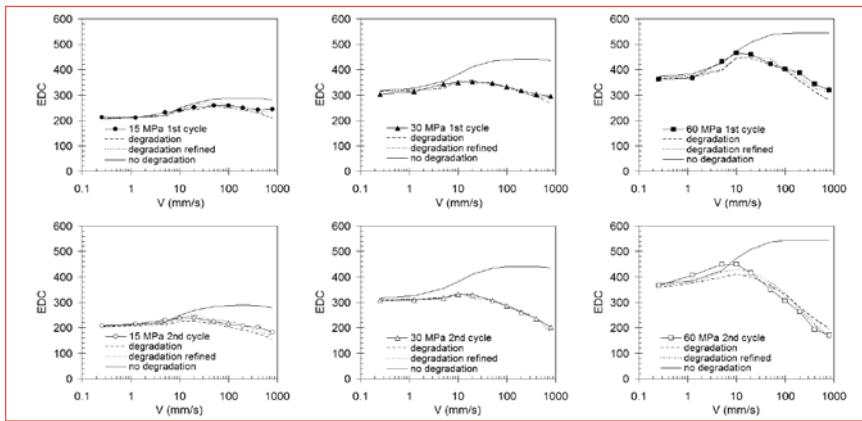 600
500
400
300
200
100
0
EDC
15 MPa 1st cycle
degradation
degradation refined
no degradation
0.1 1 10 100 1000
V (mm/s)
600
500
400
300
200
100
0
EDC
30 MPa 1st cycle
degradation
degradation refined
no degradation
0.1 1 10 100 1000
V (mm/s)
600
500
400
300
200
100
0
EDC
60 MPa 1st cycle
degradation
degradation refined
no degradation
0.1 1 10 100 1000
V (mm/s)
600
500
400
300
200
100
0
EDC
15 MPa 2nd cycle
degradation
degradation refined
no degradation
0.1 1 10 100 1000
V (mm/s)
600
500
400
300
200
100
0
EDC
30 MPa 2nd cycle
degradation
degradation refined
no degradation
0.1 1 10 100 1000
V (mm/s)
600
500
400
300
200
100
0
EDC
60 MPa 2nd cycle
degradation
degradation refined
no degradation
0.1 1 10 100 1000
V (mm/s)